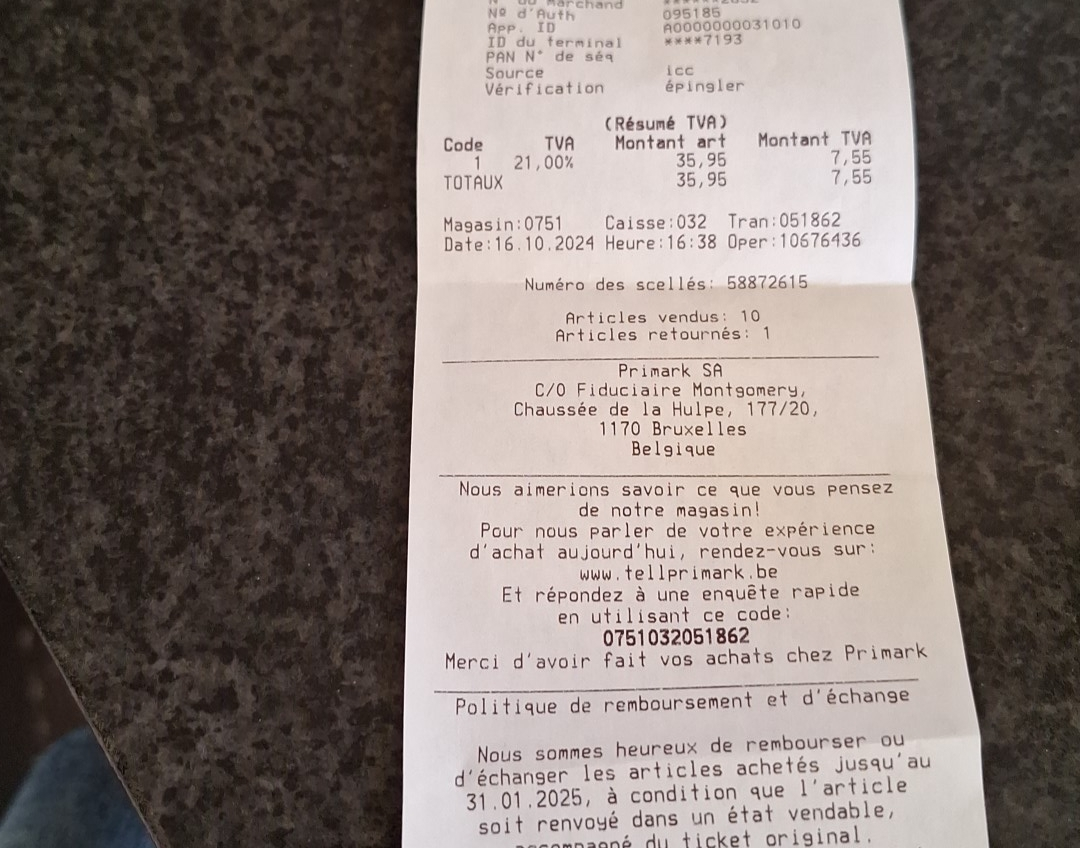 du Marchand
Nº d'Auth 095185
App. ID A0000000031010
ID du terminal ****7193
PAN N° de séq
Source icc
Vérification épingler
(Résumé TVA)
Code TVA Montant art Montant TVA
1 21,00% 35,95 7,55
TOTAUX 35,95 7,55
Magasin:0751 Caisse:032 Tran:051862
Date:16.10.2024 Heure:16:38 Oper:10676436
Numéro des scellés: 58872615
Articles vendus: 10
Articles retournés: 1
Primark SA
C/O Fiduciaire Montgomery,
Chaussée de la Hulpe, 177/20,
1170 Bruxelles
Belgique
Nous aimerions savoir ce que vous pensez
de notre magasin!
Pour nous parler de votre expérience
d'achat aujourd'hui, rendez-vous sur:
www.tellprimark.be
Et répondez à une enquête rapide
en utilisant ce code:
0751032051862
Merci d'avoir fait vos achats chez Primark
Politique de remboursement et d'échange
Nous sommes heureux de rembourser ou
d'échanger les articles achetés jusqu'au
31.01.2025, à condition que l'article
soit renvoyé dans un état vendable,
accompagné du ticket original.